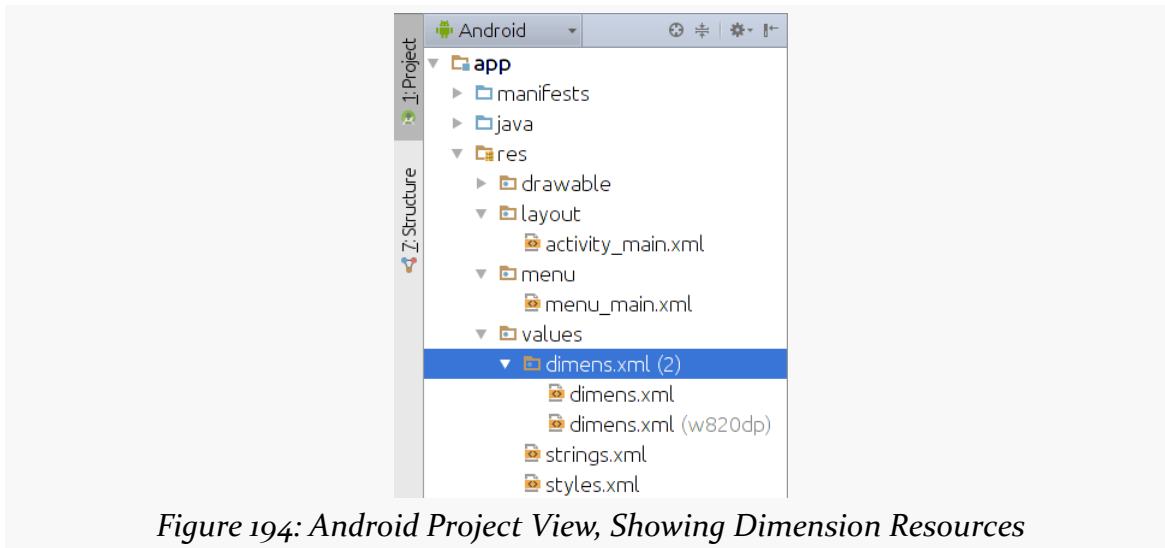 Android
1: Project
app
manifests
java
res
drawable
7: Structure
layout
activity_main.xml
menu
menu_main.xml
values
dimens.xml (2)
dimens.xml
dimens.xml (w820dp)
strings.xml
styles.xml
Figure 194: Android Project View, Showing Dimension Resources